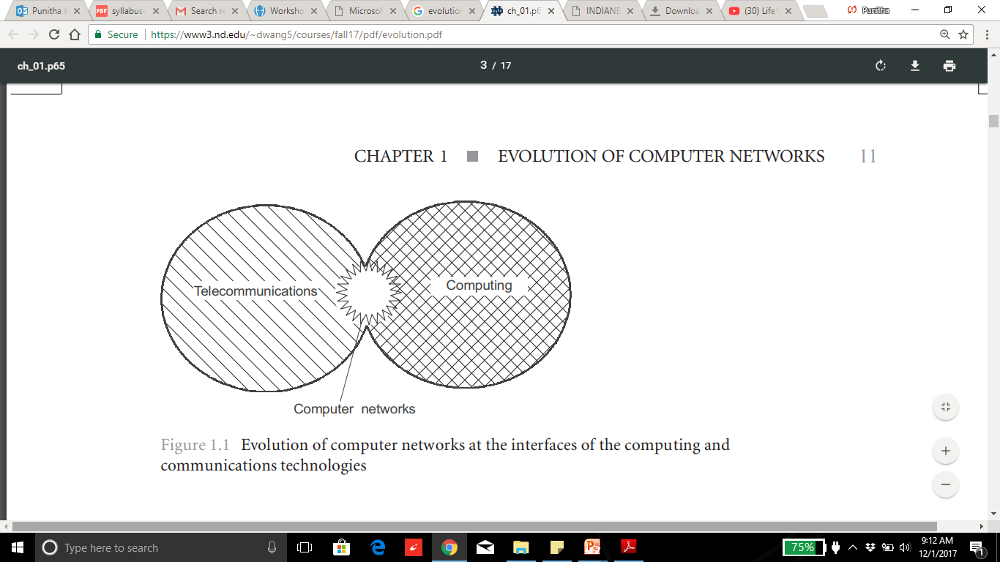 Punitha
syllabus-
Search re
Worksho
Microsof
evolution
ch_01.p6
INDIANE
Downloa
(30) Life'
Punitha
Secure
https://www3.nd.edu/~dwang5/courses/fall17/pdf/evolution.pdf
ch_01.p65
3 / 17
CHAPTER 1 ■ EVOLUTION OF COMPUTER NETWORKS 11
Telecommunications
Computing
Computer networks
Figure 1.1 Evolution of computer networks at the interfaces of the computing and
communications technologies
Type here to search
75%
9:12 AM
12/1/2017
1